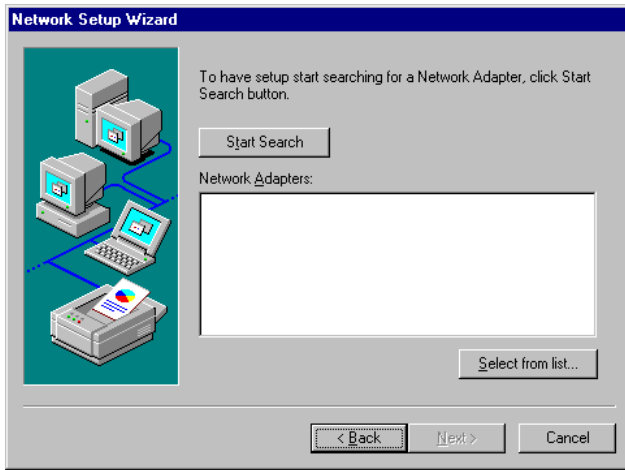 Network Setup Wizard
To have setup start searching for a Network Adapter, click Start
Search button.
Start Search
Network Adapters:
Select from list...
< Back
Next >
Cancel